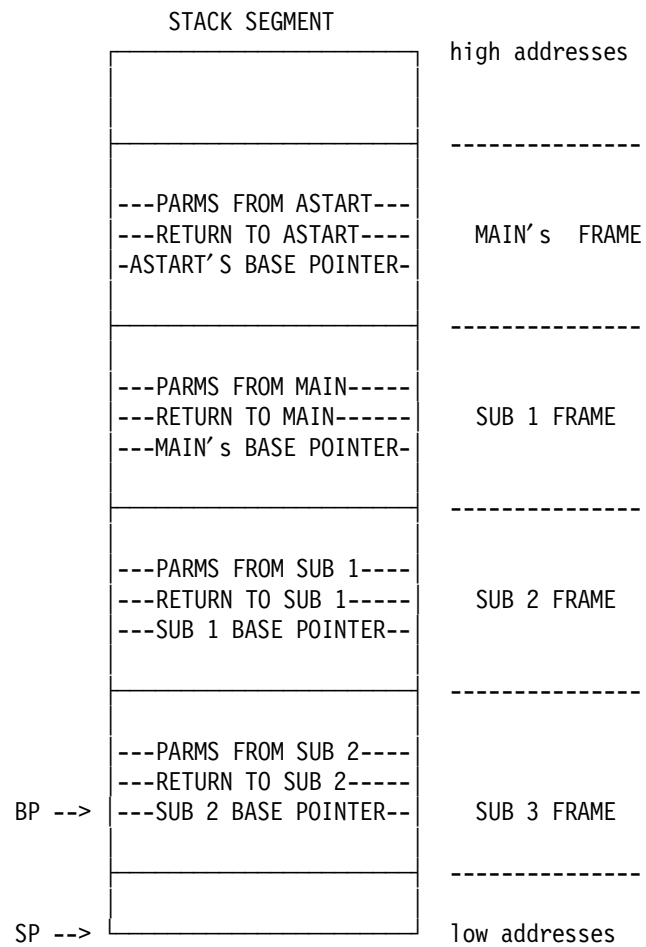 STACK SEGMENT
high addresses
---------------
---PARMS FROM ASTART---
---RETURN TO ASTART---- MAIN's FRAME
-ASTART'S BASE POINTER-
---------------
---PARMS FROM MAIN-----
---RETURN TO MAIN------ SUB 1 FRAME
---MAIN's BASE POINTER-
---------------
---PARMS FROM SUB 1----
---RETURN TO SUB 1----- SUB 2 FRAME
---SUB 1 BASE POINTER--
---------------
---PARMS FROM SUB 2----
---RETURN TO SUB 2-----
BP --> ---SUB 2 BASE POINTER-- SUB 3 FRAME
---------------
SP --> low addresses